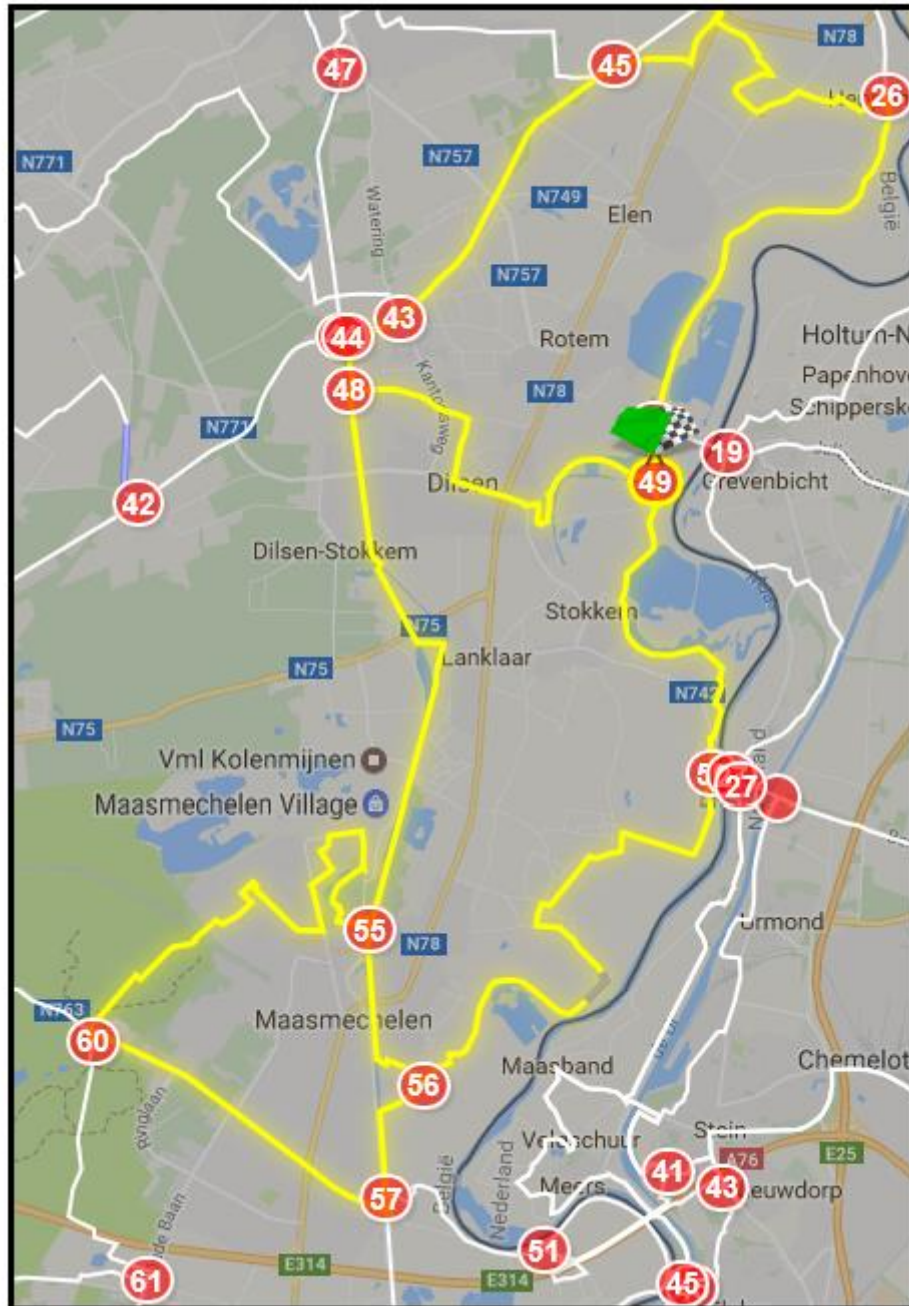 N78
45
47
26
België
N771
N757
Watering
N749
Elen
N757
43
44
Rotem
Holtum-N
48
Kantonsweg
N78
Papenhove
Schippersk
N771
19
42
Dilsen
49
Grevenbicht
Dilsen-Stokkem
Maas
Stokkem
N75
Lanklaar
N75
N742
N75
Vml Kolenmijnen
27
Maasmechelen Village
55
N78
Urmond
N763
Maasmechelen
60
Maasband
Chemelot
56
Stein
A76
E25
41
43
Meers
57
België
Nederland
51
E314
E314
61
45